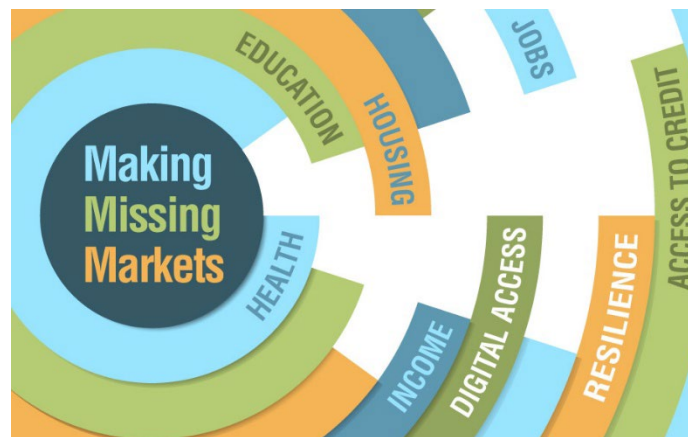 Making
Missing
Markets
HEALTH
EDUCATION
HOUSING
INCOME
DIGITAL ACCESS
JOBS
RESILIENCE
ACCESS TO CREDIT